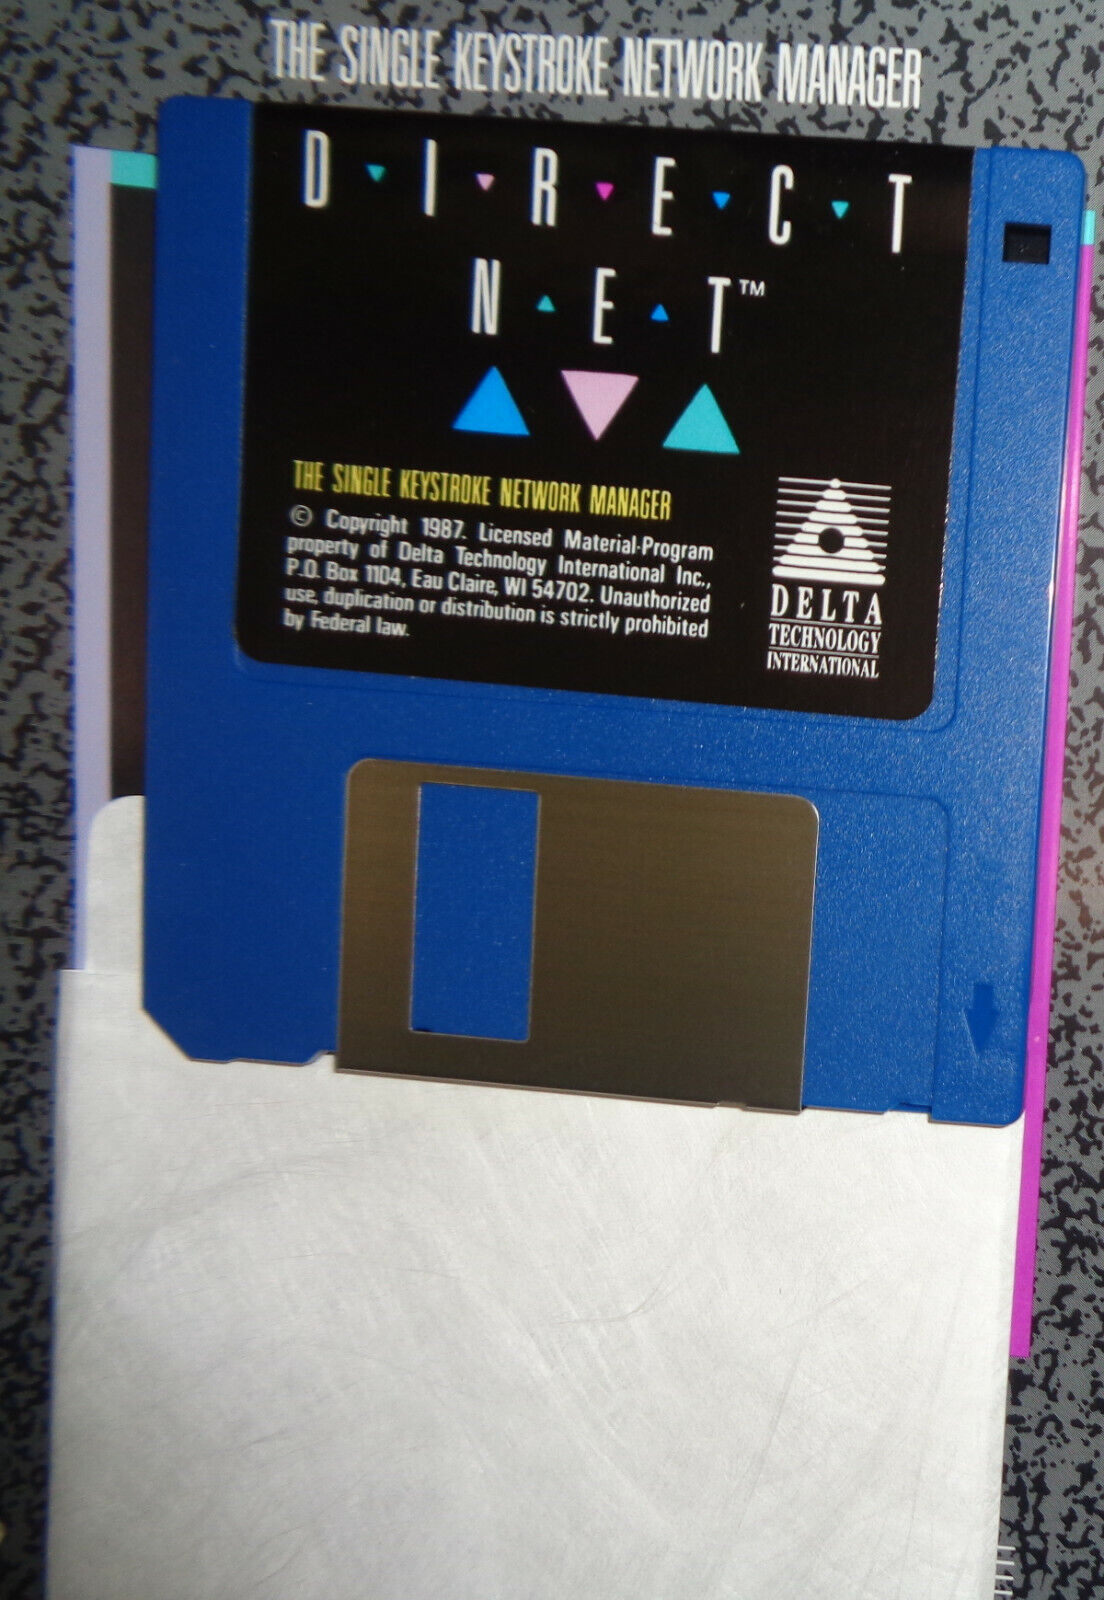 THE SINGLE KEYSTROKE NETWORK MANAGER
DIRECT
NET™
THE SINGLE KEYSTROKE NETWORK MANAGER
© Copyright 1987. Licensed Material-Program
property of Delta Technology International Inc.,
P.O. Box 1104, Eau Claire, WI 54702. Unauthorized
use, duplication or distribution is strictly prohibited
by Federal law.
DELTA
TECHNOLOGY
INTERNATIONAL